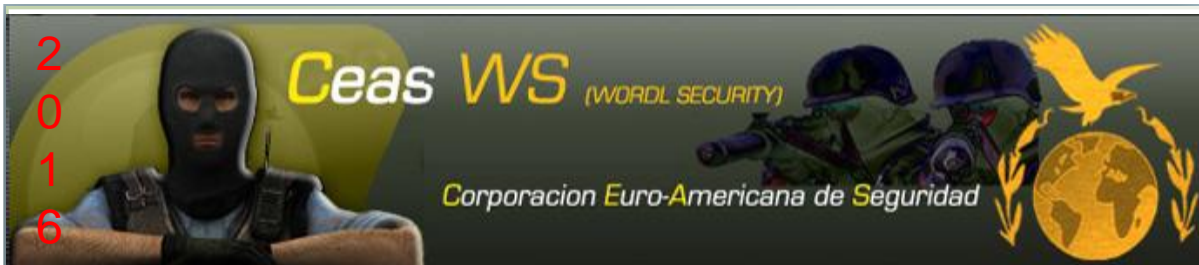 2
0
1
6
Ceas WS (WORDL SECURITY)
Corporacion Euro-Americana de Seguridad